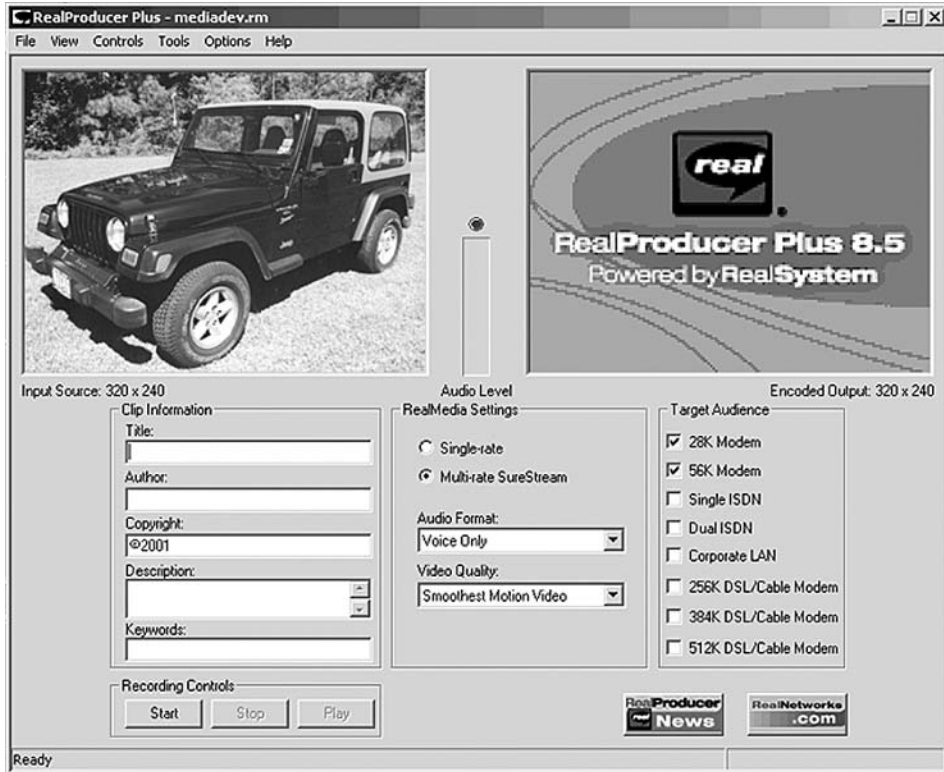 RealProducer Plus - mediadev.rm
File View Controls Tools Options Help
real
RealProducer Plus 8.5
Powered by RealSystem
Input Source: 320 x 240
Audio Level
Encoded Output: 320 x 240
Clip Information
Title:
Author:
Copyright:
©2001
Description:
Keywords:
RealMedia Settings
Single-rate
Multi-rate SureStream
Audio Format:
Voice Only
Video Quality:
Smoothest Motion Video
Target Audience
28K Modem
56K Modem
Single ISDN
Dual ISDN
Corporate LAN
256K DSL/Cable Modem
384K DSL/Cable Modem
512K DSL/Cable Modem
Recording Controls
Start Stop Play
RealProducer
real News
RealNetworks
.com
Ready